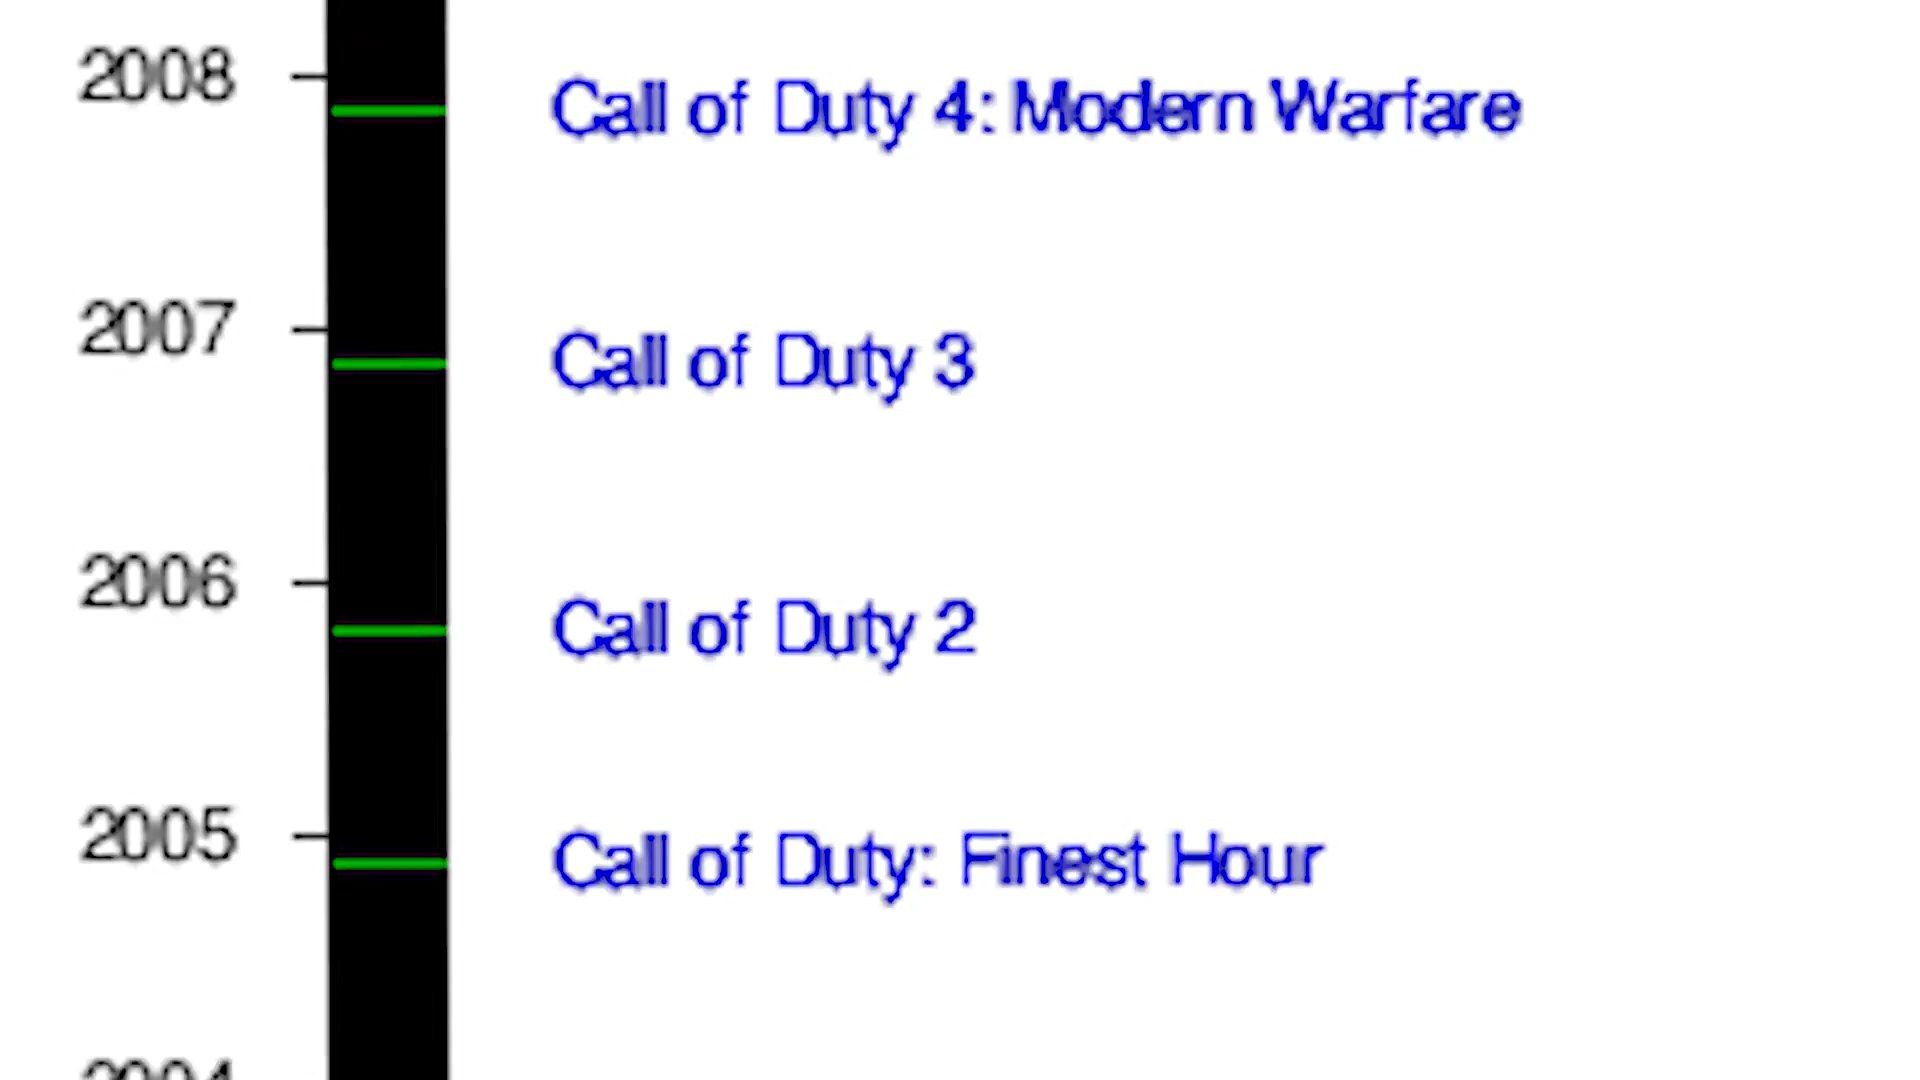 2008
Call of Duty 4: Modern Warfare
2007
Call of Duty 3
2006
Call of Duty 2
2005
Call of Duty: Finest Hour
2004